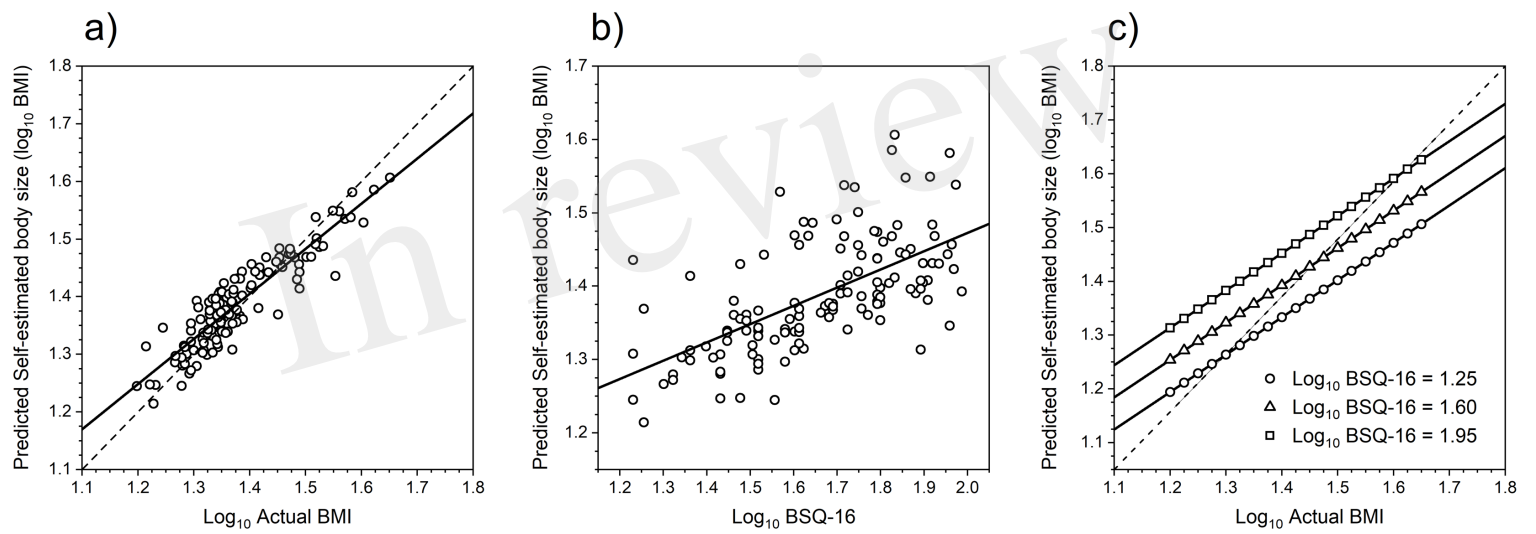 a)
Predicted Self-estimated body size (log10 BMI)
1.8
1.7
1.6
1.5
1.4
1.3
1.2
1.1
1.1 1.2 1.3 1.4 1.5 1.6 1.7 1.8
Log10 Actual BMI
b)
Predicted Self-estimated body size (log10 BMI)
1.7
1.6
1.5
1.4
1.3
1.2
1.2 1.3 1.4 1.5 1.6 1.7 1.8 1.9 2.0
Log10 BSQ-16
c)
Predicted Self-estimated body size (log10 BMI)
1.8
1.7
1.6
1.5
1.4
1.3
1.2
1.1
Log10 BSQ-16 = 1.25
Log10 BSQ-16 = 1.60
Log10 BSQ-16 = 1.95
1.1 1.2 1.3 1.4 1.5 1.6 1.7 1.8
Log10 Actual BMI
In review